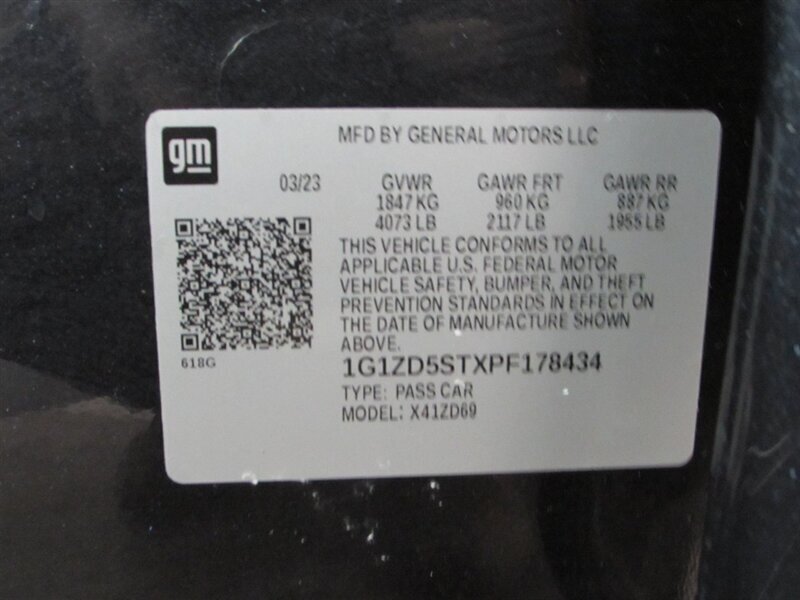 gm
MFD BY GENERAL MOTORS LLC
03/23 GVWR GAWR FRT GAWR RR
1847 KG 960 KG 887 KG
4073 LB 2117 LB 1955 LB
THIS VEHICLE CONFORMS TO ALL
APPLICABLE U.S. FEDERAL MOTOR
VEHICLE SAFETY, BUMPER, AND THEFT
PREVENTION STANDARDS IN EFFECT ON
THE DATE OF MANUFACTURE SHOWN
ABOVE.
618G
1G1ZD5STXPF178434
TYPE: PASS CAR
MODEL: X41ZD69